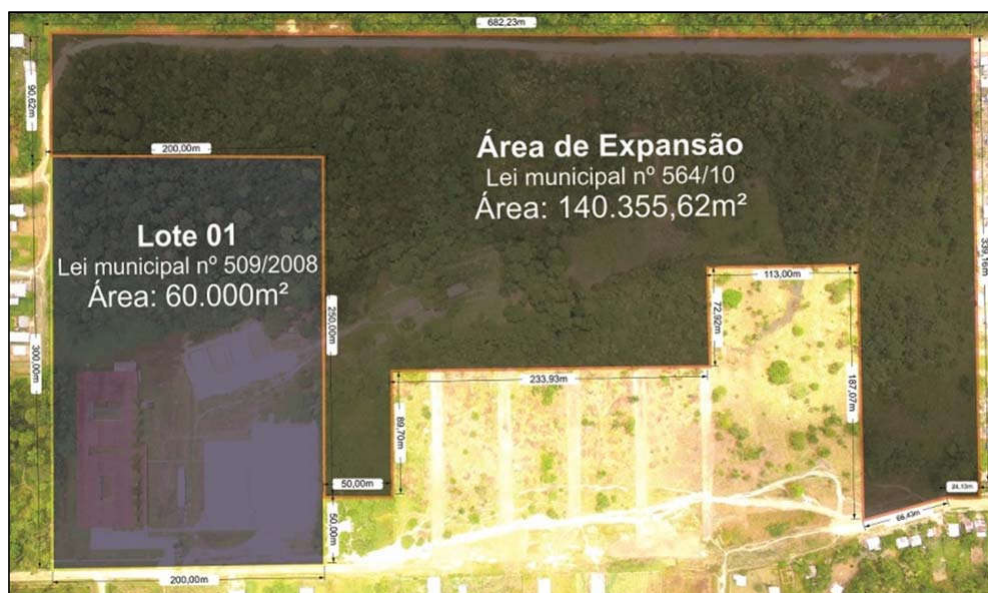 682,23m
90,62m
200,00m
Área de Expansão
Lei municipal nº 564/10
Área: 140.355,62m²
Lote 01
Lei municipal nº 509/2008
Área: 60.000m²
339,16m
113,00m
72,92m
250,00m
300,00m
233,93m
187,07m
89,70m
50,00m
24,13m
50,00m
66,43m
200,00m